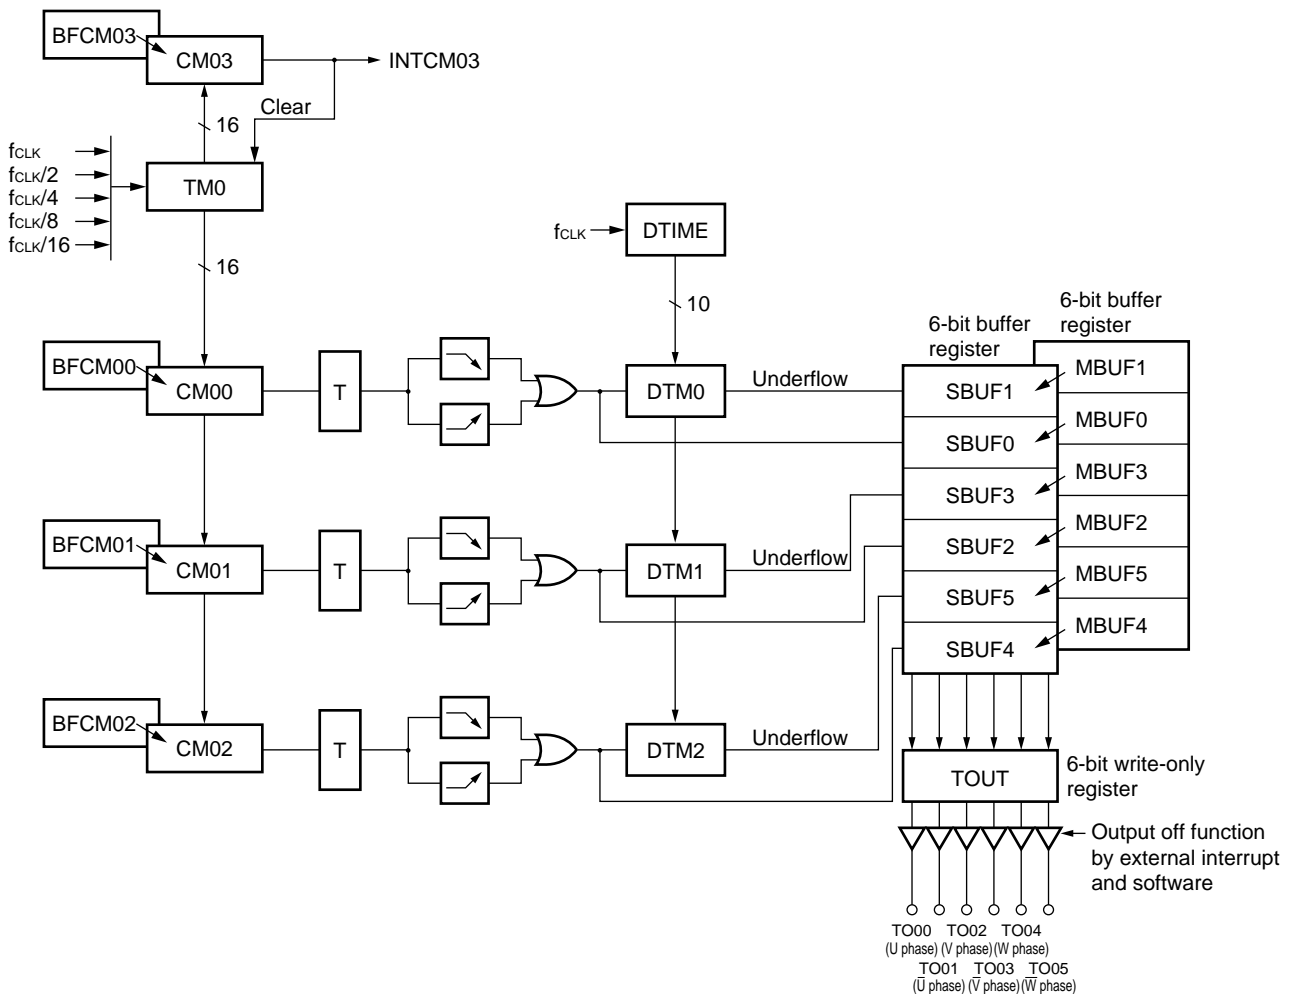 BFCM03
CM03
INTCM03
Clear
16
fCLK
fCLK/2
fCLK/4
fCLK/8
fCLK/16
TM0
16
fCLK
DTIME
10
6-bit buffer
register
6-bit buffer
register
BFCM00
CM00
T
DTM0
Underflow
SBUF1
MBUF1
SBUF0
MBUF0
SBUF3
MBUF3
BFCM01
CM01
T
DTM1
Underflow
SBUF2
MBUF2
SBUF5
MBUF5
SBUF4
MBUF4
BFCM02
CM02
T
DTM2
Underflow
TOUT
6-bit write-only
register
Output off function
by external interrupt
and software
TO00
(U phase)
TO02
(V phase)
TO04
(W phase)
TO01
(U̅ phase)
TO03
(V̅ phase)
TO05
(W̅ phase)